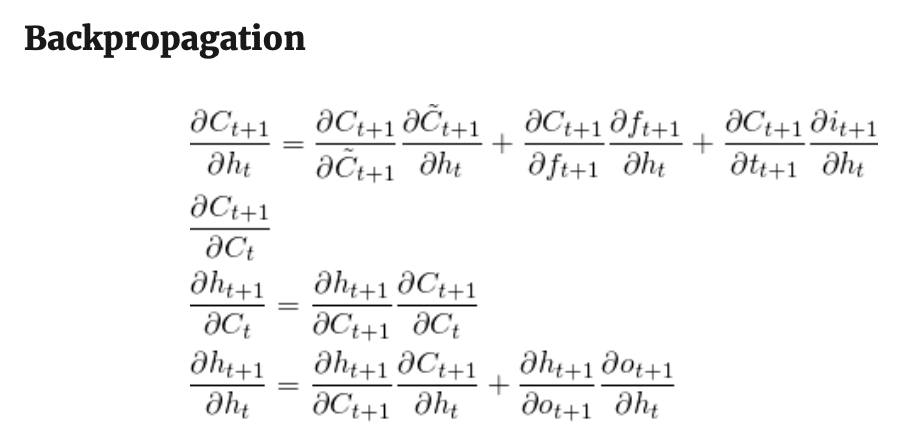 Backpropagation
∂C_{t+1}/∂h_t = ∂C_{t+1}/∂C̃_{t+1} ∂C̃_{t+1}/∂h_t + ∂C_{t+1}/∂f_{t+1} ∂f_{t+1}/∂h_t + ∂C_{t+1}/∂t_{t+1} ∂i_{t+1}/∂h_t
∂C_{t+1}/∂C_t
∂h_{t+1}/∂C_t = ∂h_{t+1}/∂C_{t+1} ∂C_{t+1}/∂C_t
∂h_{t+1}/∂h_t = ∂h_{t+1}/∂C_{t+1} ∂C_{t+1}/∂h_t + ∂h_{t+1}/∂o_{t+1} ∂o_{t+1}/∂h_t